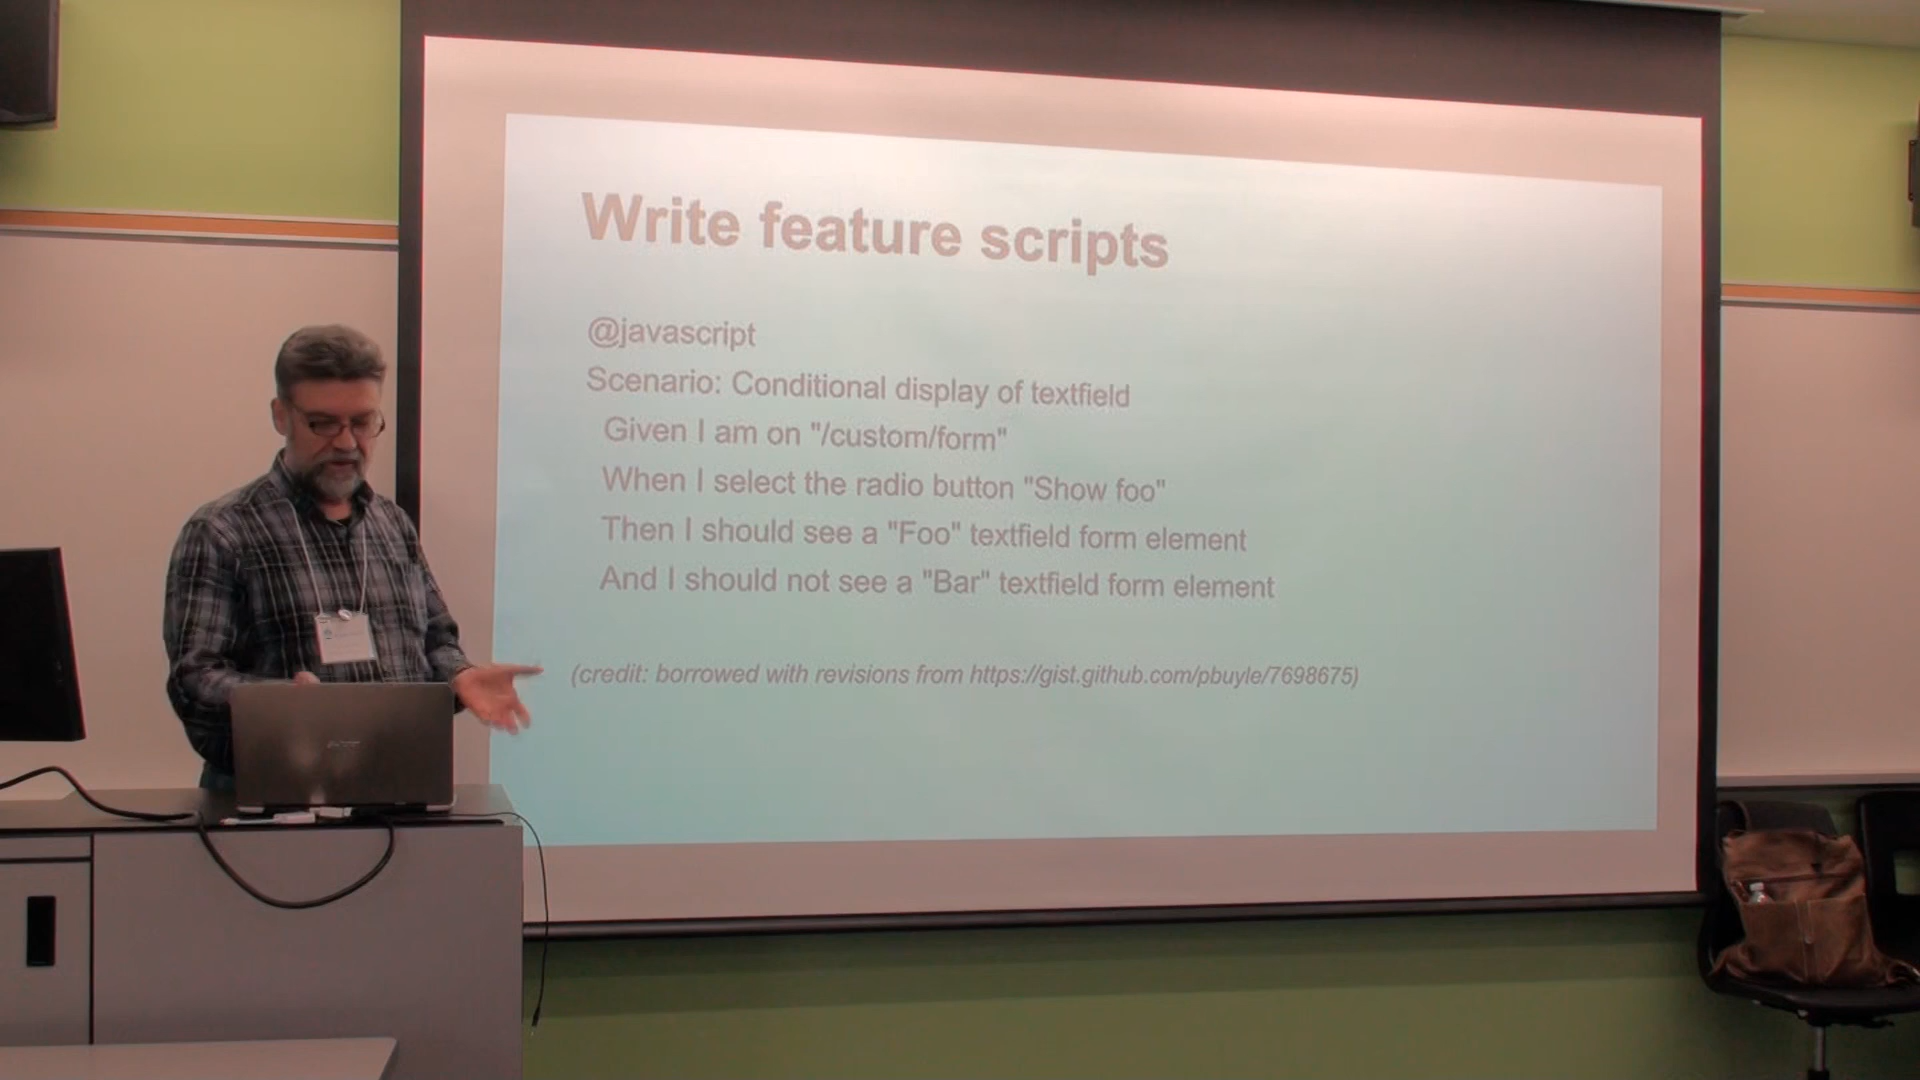 Write feature scripts
@javascript
Scenario: Conditional display of textfield
Given I am on "/custom/form"
When I select the radio button "Show foo"
Then I should see a "Foo" textfield form element
And I should not see a "Bar" textfield form element
(credit: borrowed with revisions from https://gist.github.com/pbuyle/7698675)